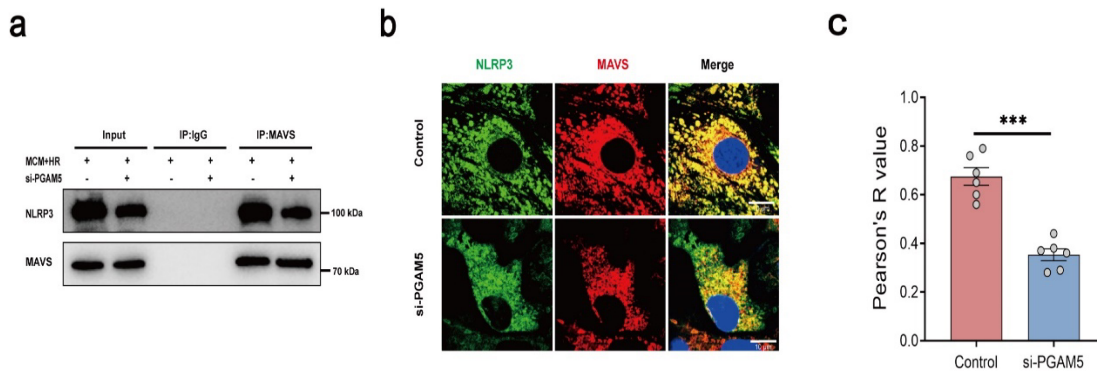 a
Input IP:IgG IP:MAVS
MCM+HR + + + + + +
si-PGAM5 - + - + - +
NLRP3
100 kDa
MAVS
70 kDa
b
NLRP3 MAVS Merge
Control
si-PGAM5
10 μm
c
***
Pearson's R value
1.0
0.8
0.6
0.4
0.2
0.0
Control si-PGAM5